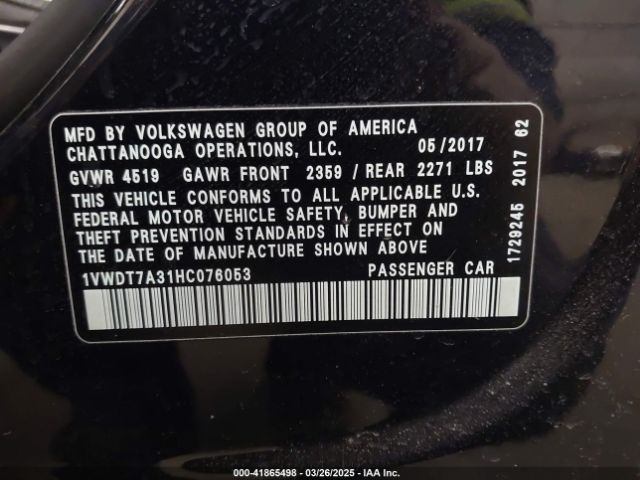 MFD BY VOLKSWAGEN GROUP OF AMERICA
CHATTANOOGA OPERATIONS, LLC. 05/2017
GVWR 4519 GAWR FRONT 2359 / REAR 2271 LBS
THIS VEHICLE CONFORMS TO ALL APPLICABLE U.S.
FEDERAL MOTOR VEHICLE SAFETY, BUMPER AND
THEFT PREVENTION STANDARDS IN EFFECT ON
THE DATE OF MANUFACTURE SHOWN ABOVE
1VWDT7A31HC076053 PASSENGER CAR
1729245 2017 62
00-41865498 - 03/26/2025 - IAA Inc.